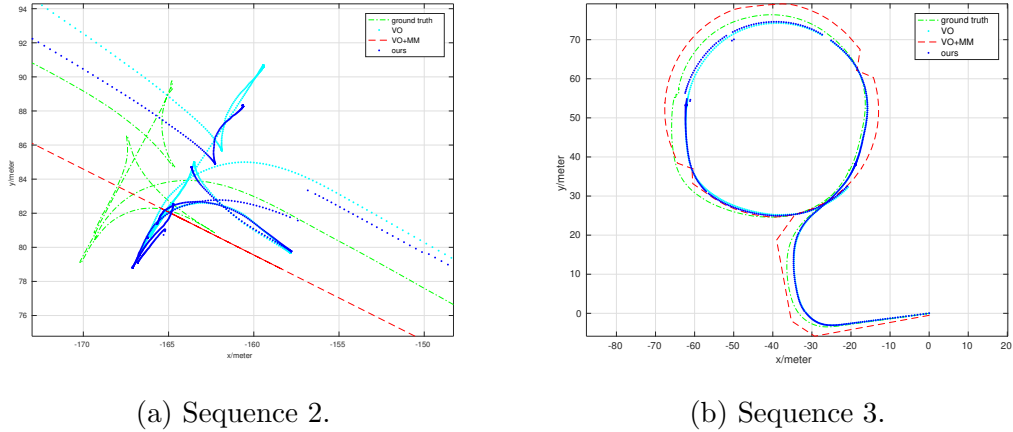 94
92
90
88
86
84
82
80
78
76
y/meter
-170
-165
-160
-155
-150
x/meter
ground truth
VO
VO+MM
ours
(a) Sequence 2.
70
60
50
40
30
20
10
0
y/meter
-80
-70
-60
-50
-40
-30
-20
-10
0
10
20
x/meter
ground truth
VO
VO+MM
ours
(b) Sequence 3.